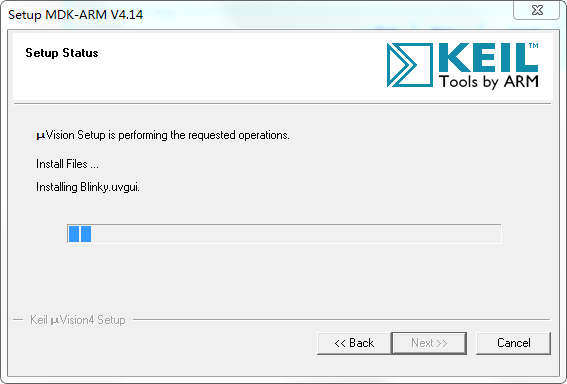 Setup MDK-ARM V4.14
Setup Status
KEIL™
Tools by ARM
µVision Setup is performing the requested operations.
Install Files ...
Installing Blinky.uvgui.
Keil µVision4 Setup
<< Back
Next >>
Cancel